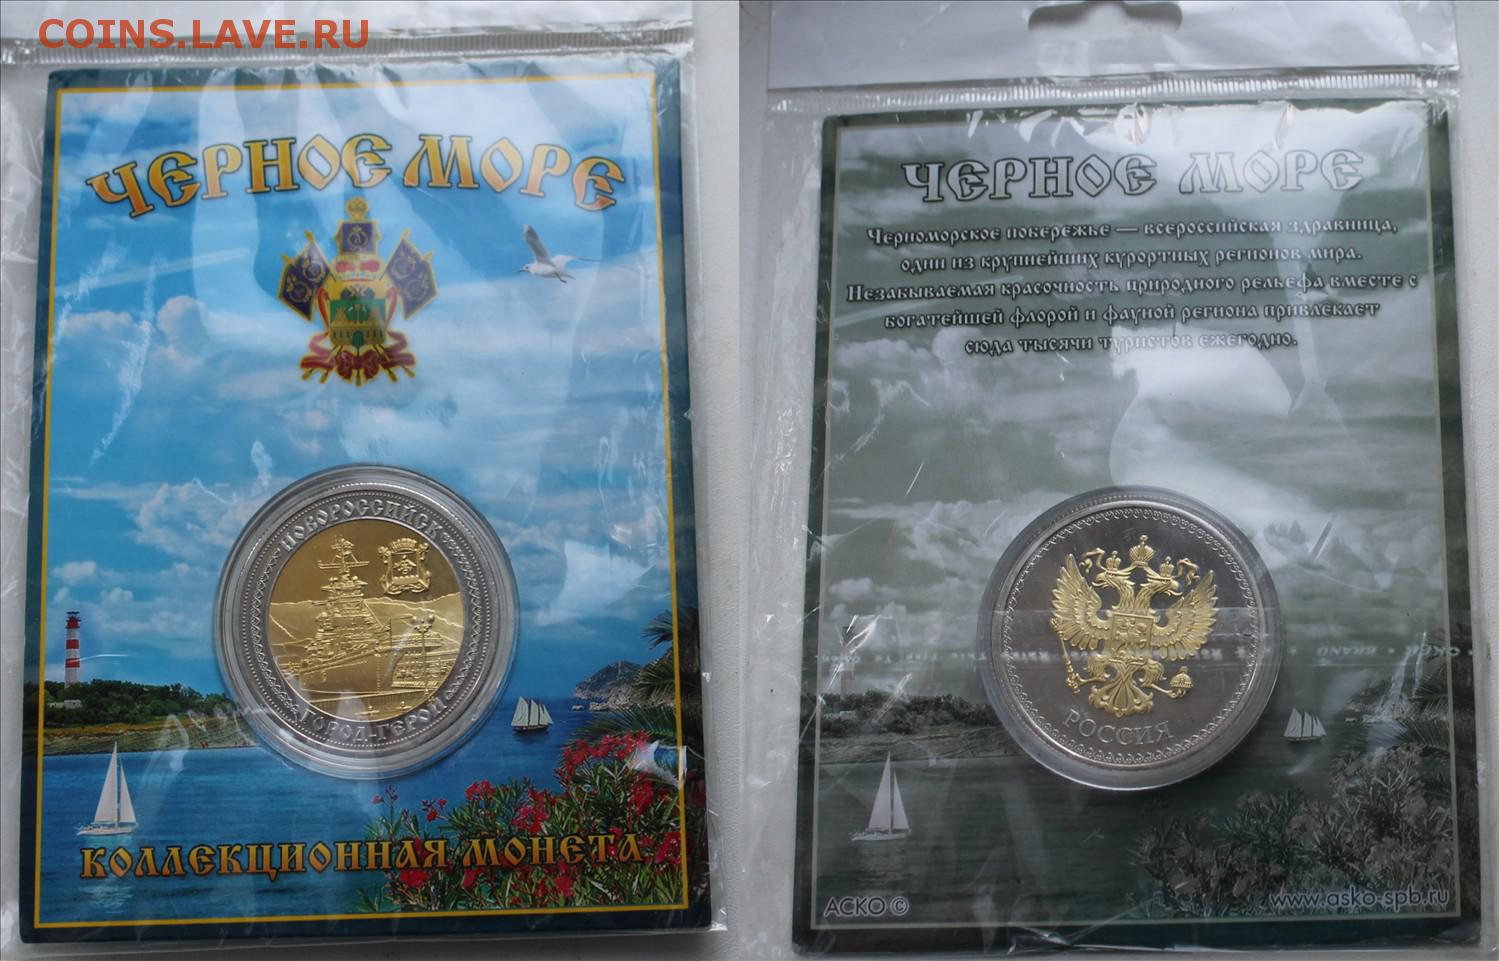 COINS.LAVE.RU
ЧЕРНОЕ МОРЕ
НОВОРОССИЙСК
ГОРОД-ГЕРОЙ
КОЛЛЕКЦИОННАЯ МОНЕТА
ЧЕРНОЕ МОРЕ
Черноморское побережье — всероссийская здравница,
один из крупнейших курортных регионов мира.
Незабываемая красочность природного рельефа вместе с
богатейшей флорой и фауной региона привлекает
сюда тысячи туристов ежегодно.
BRAND
РОССИЯ
АСКО ©
www.asko-spb.ru